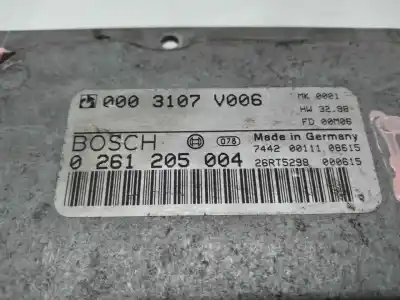 000 3107 V006
MK 0001
HW 32.98
FD 00M06
BOSCH 078 Made in Germany
7442 00111.08615
0 261 205 004 26RT5298 000615